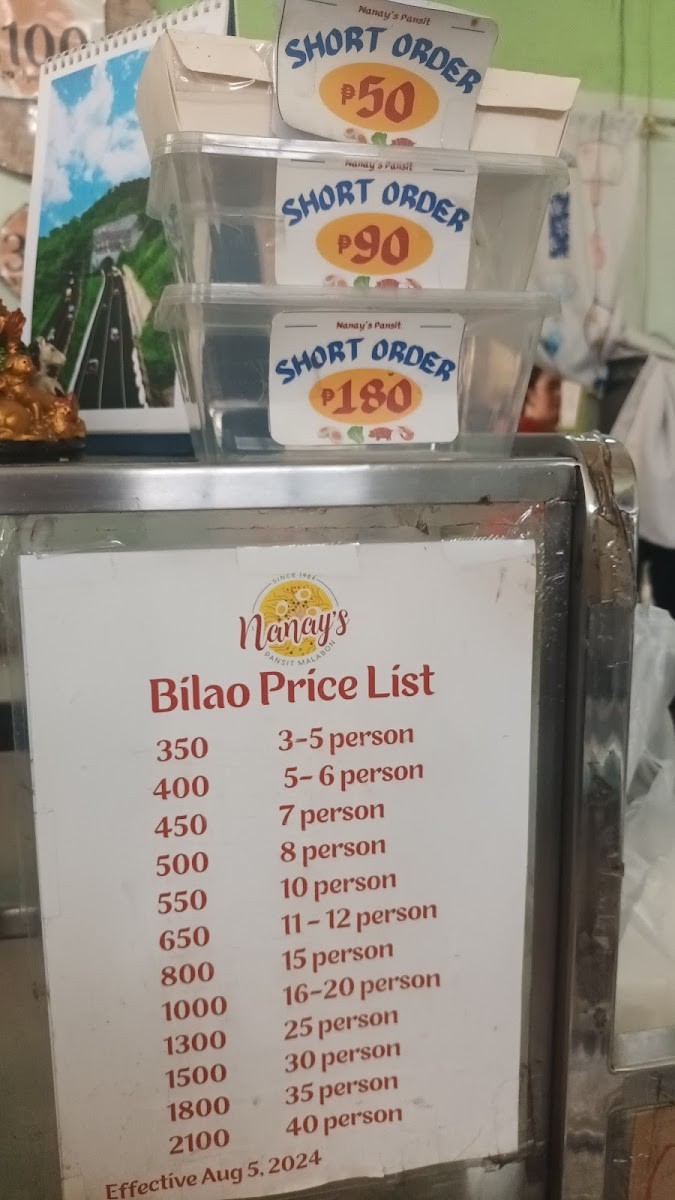 100
Nanay's Pansit
SHORT ORDER
₱50
Nanay's Pansit
SHORT ORDER
₱90
Nanay's Pansit
SHORT ORDER
₱180
SINCE 1984
Nanay's
PANSIT MALABON
Bilao Price List
350 3-5 person
400 5- 6 person
450 7 person
500 8 person
550 10 person
650 11 - 12 person
800 15 person
1000 16-20 person
1300 25 person
1500 30 person
1800 35 person
2100 40 person
Effective Aug 5, 2024